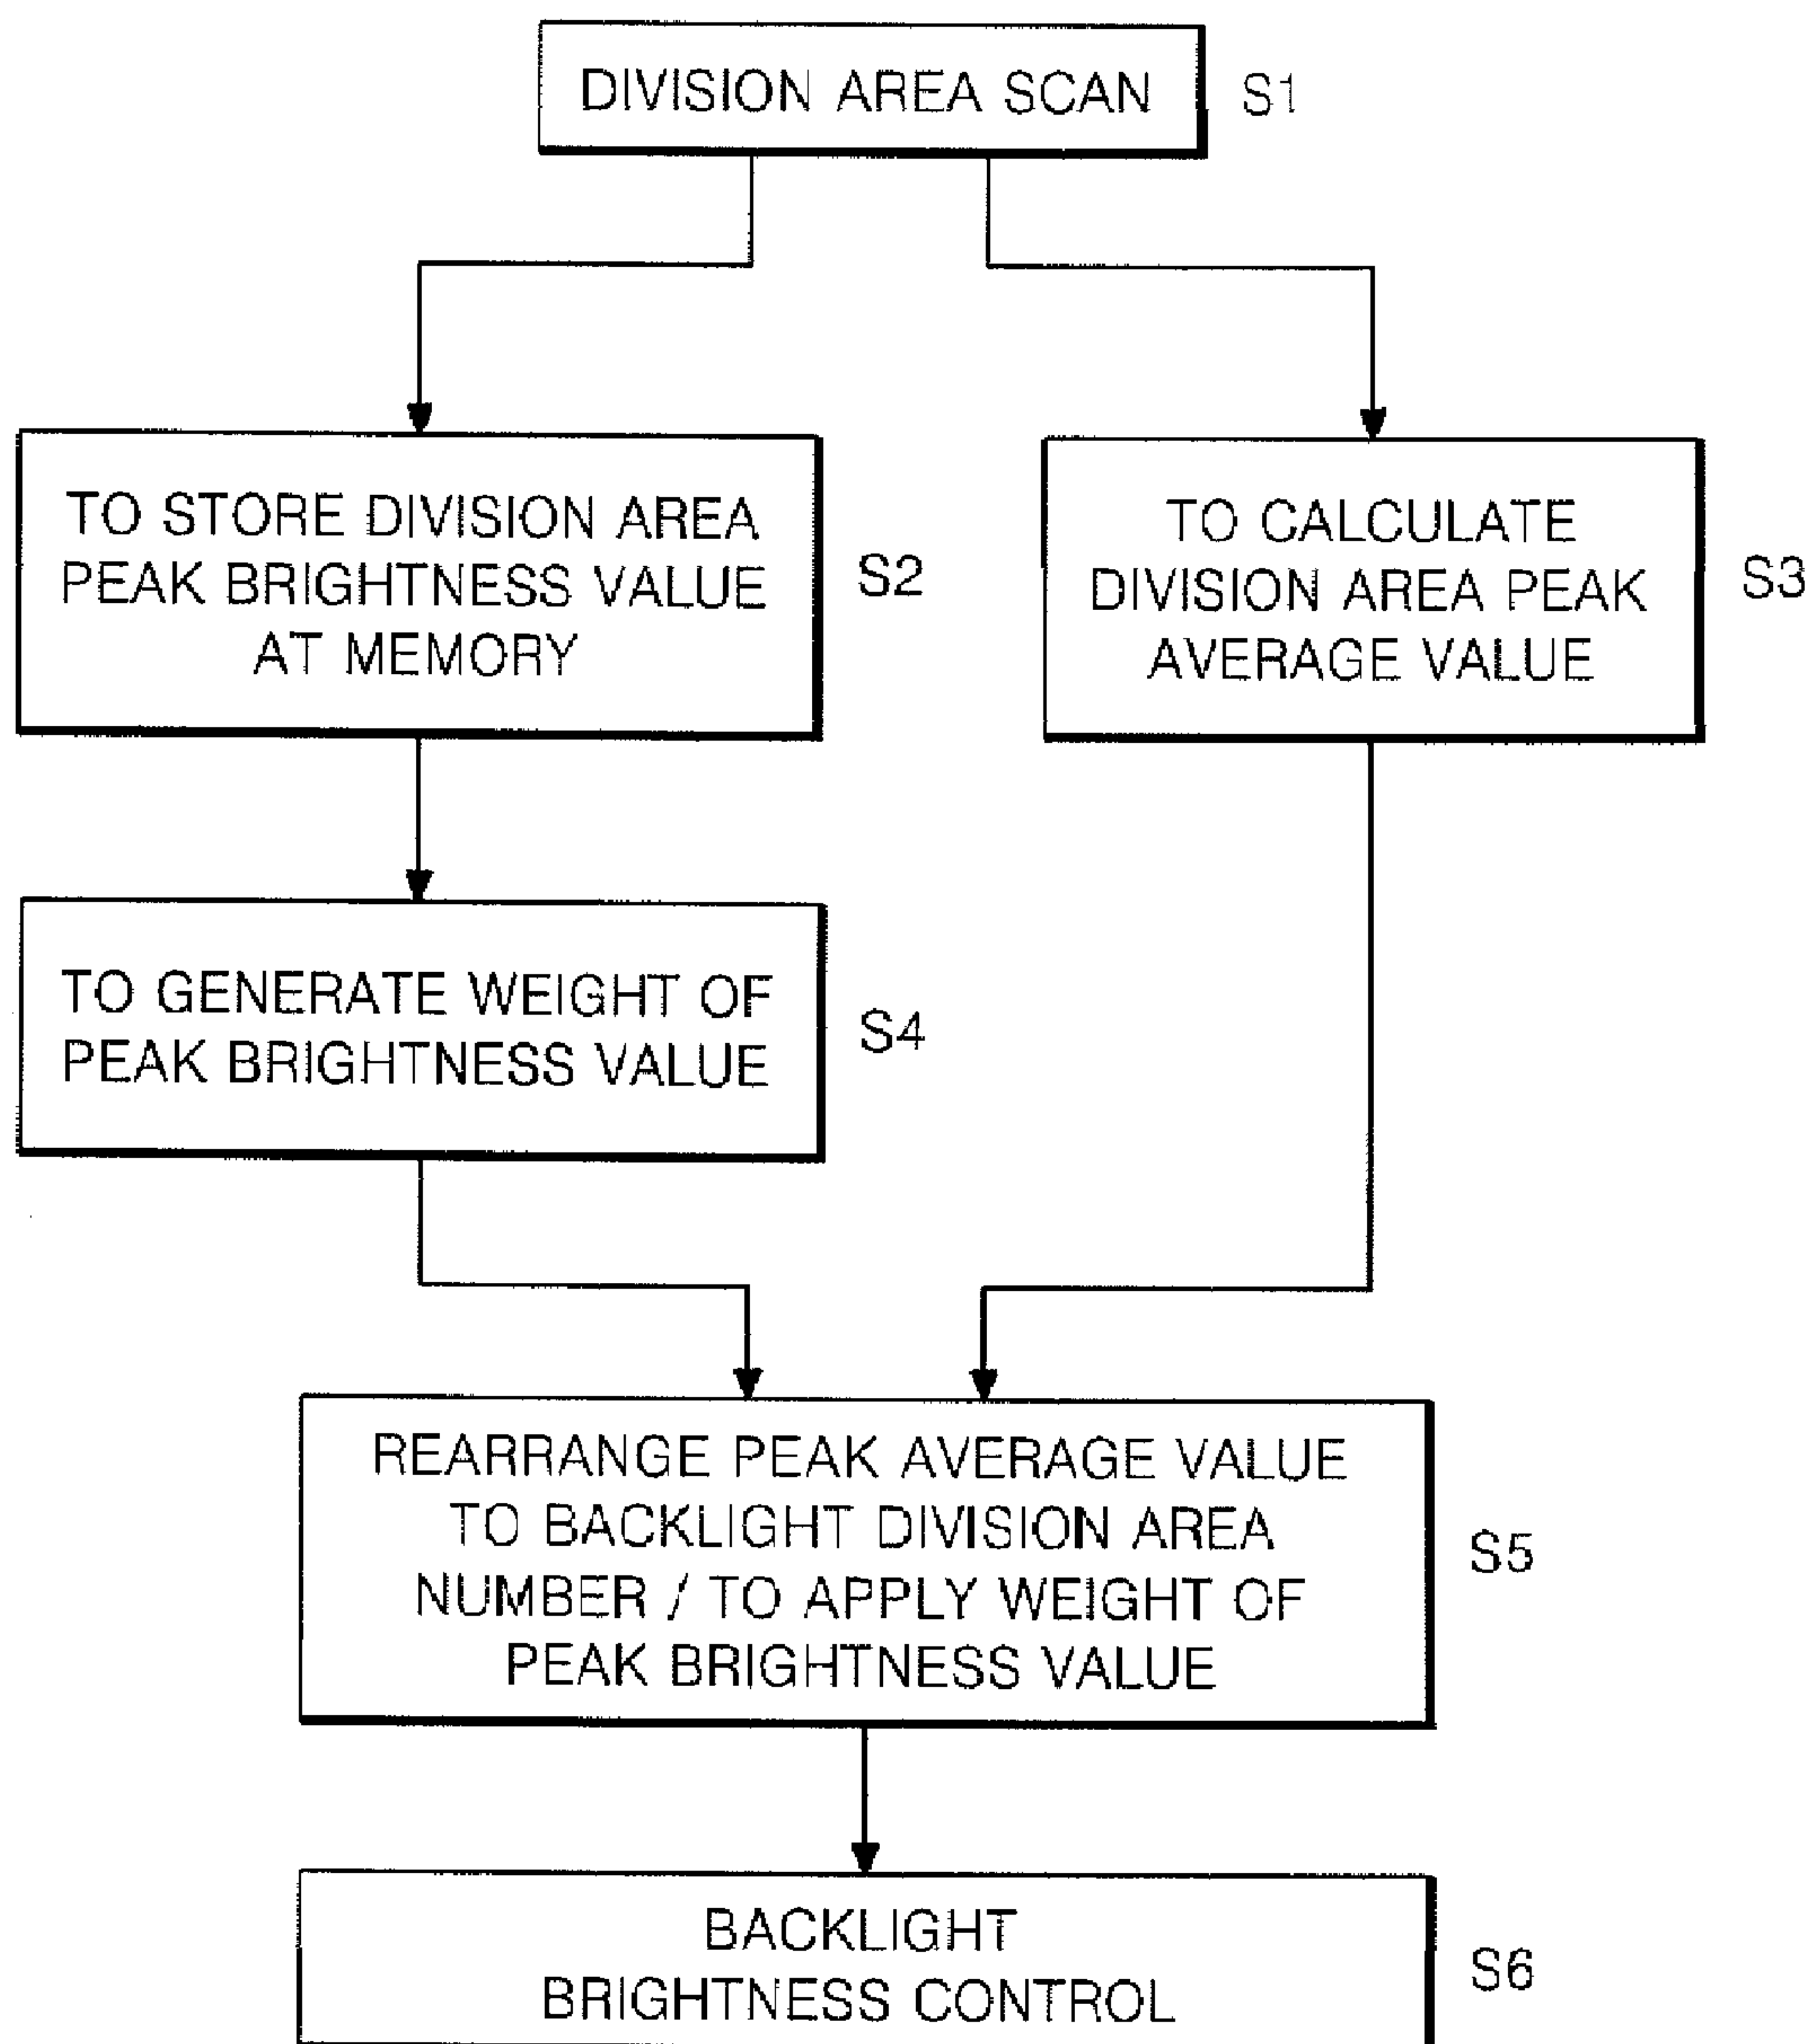 DIVISION AREA SCAN
S1
TO STORE DIVISION AREA
PEAK BRIGHTNESS VALUE
AT MEMORY
S2
TO CALCULATE
DIVISION AREA PEAK
AVERAGE VALUE
S3
TO GENERATE WEIGHT OF
PEAK BRIGHTNESS VALUE
S4
REARRANGE PEAK AVERAGE VALUE
TO BACKLIGHT DIVISION AREA
NUMBER / TO APPLY WEIGHT OF
PEAK BRIGHTNESS VALUE
S5
BACKLIGHT
BRIGHTNESS CONTROL
S6